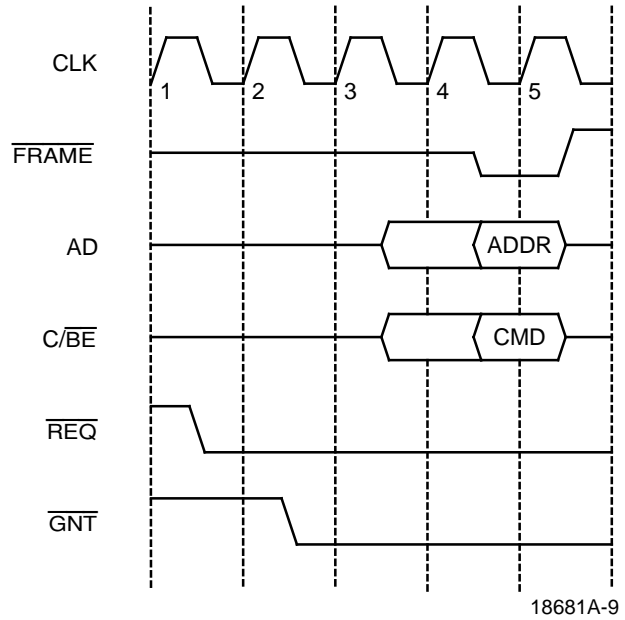 CLK
1 2 3 4 5
FRAME
AD
ADDR
C/BE
CMD
REQ
GNT
18681A-9